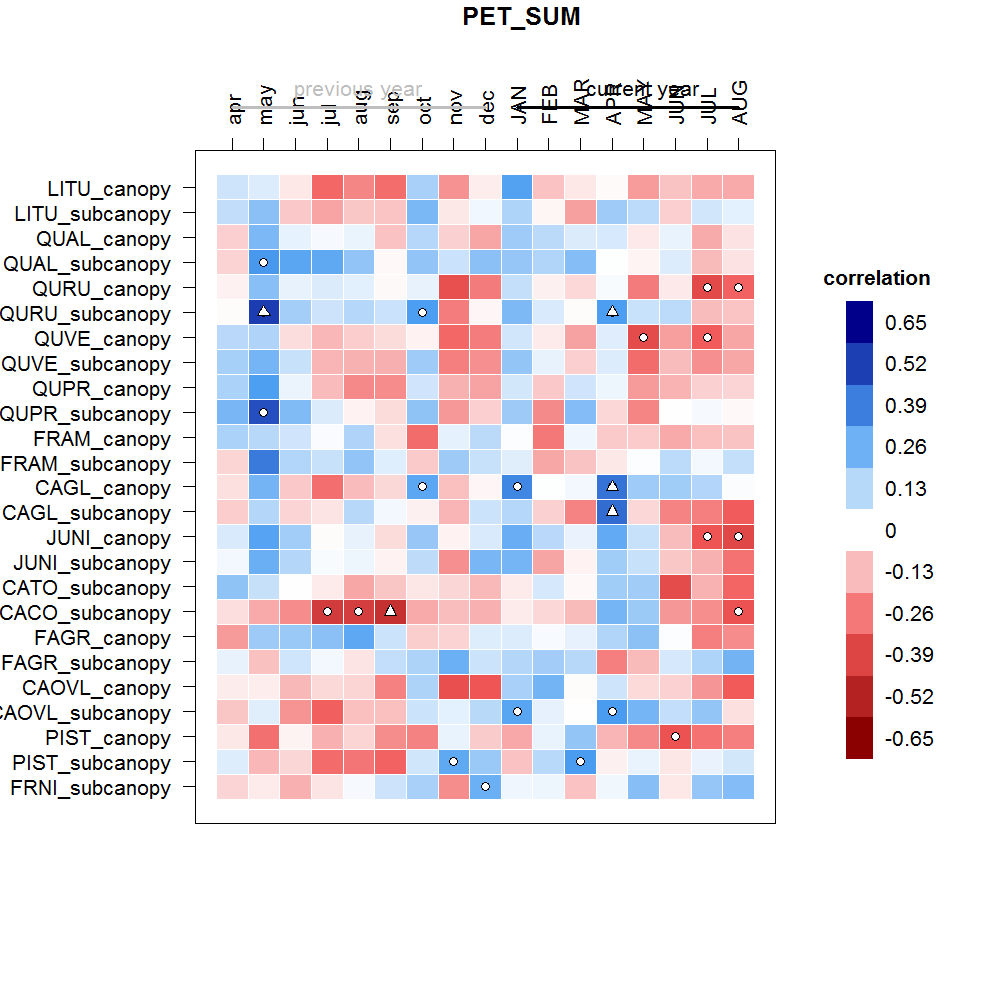 PET_SUM
previous year
current year
apr
may
jun
jul
aug
sep
oct
nov
dec
JAN
FEB
MAR
APR
MAY
JUN
JUL
AUG
LITU_canopy
LITU_subcanopy
QUAL_canopy
QUAL_subcanopy
QURU_canopy
QURU_subcanopy
QUVE_canopy
QUVE_subcanopy
QUPR_canopy
QUPR_subcanopy
FRAM_canopy
FRAM_subcanopy
CAGL_canopy
CAGL_subcanopy
JUNI_canopy
JUNI_subcanopy
CATO_subcanopy
CACO_subcanopy
FAGR_canopy
FAGR_subcanopy
CAOVL_canopy
CAOVL_subcanopy
PIST_canopy
PIST_subcanopy
FRNI_subcanopy
correlation
0.65
0.52
0.39
0.26
0.13
0
-0.13
-0.26
-0.39
-0.52
-0.65